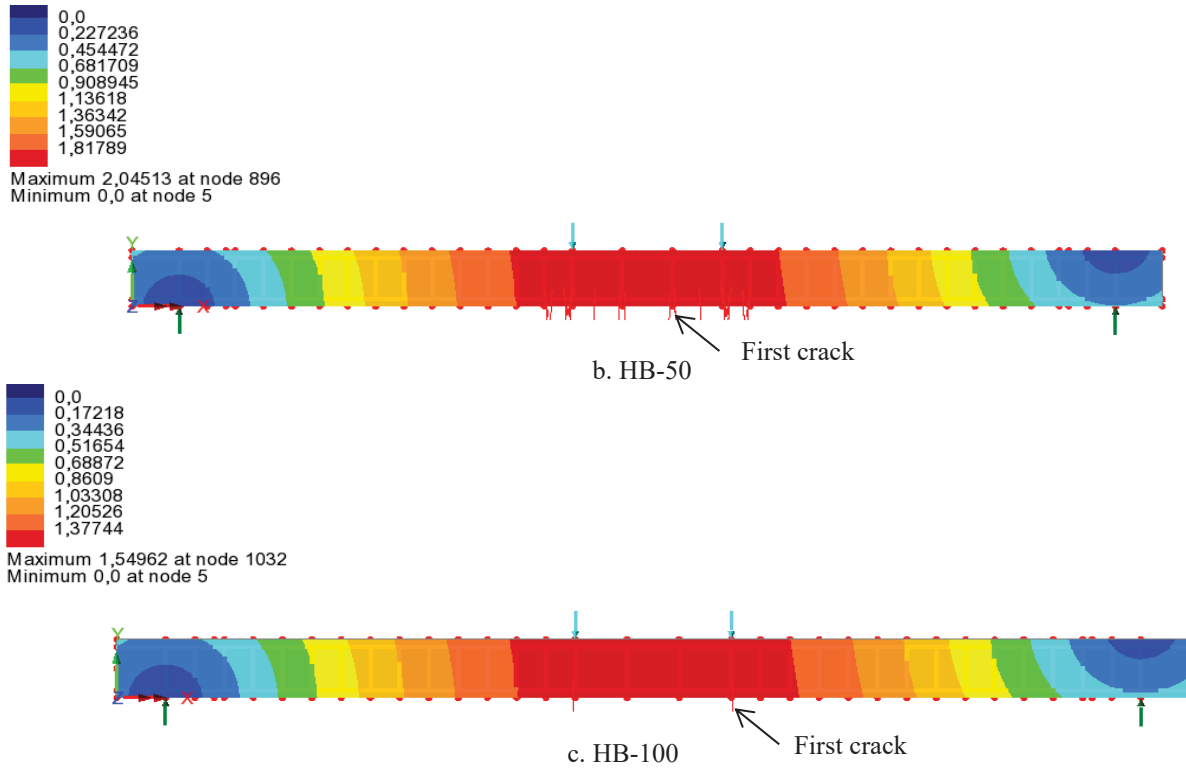 0,0
0,227236
0,454472
0,681709
0,908945
1,13618
1,36342
1,59065
1,81789
Maximum 2,04513 at node 896
Minimum 0,0 at node 5
Y
Z
X
First crack
b. HB-50
0,0
0,17218
0,34436
0,51654
0,68872
0,8609
1,03308
1,20526
1,37744
Maximum 1,54962 at node 1032
Minimum 0,0 at node 5
Y
Z
X
First crack
c. HB-100